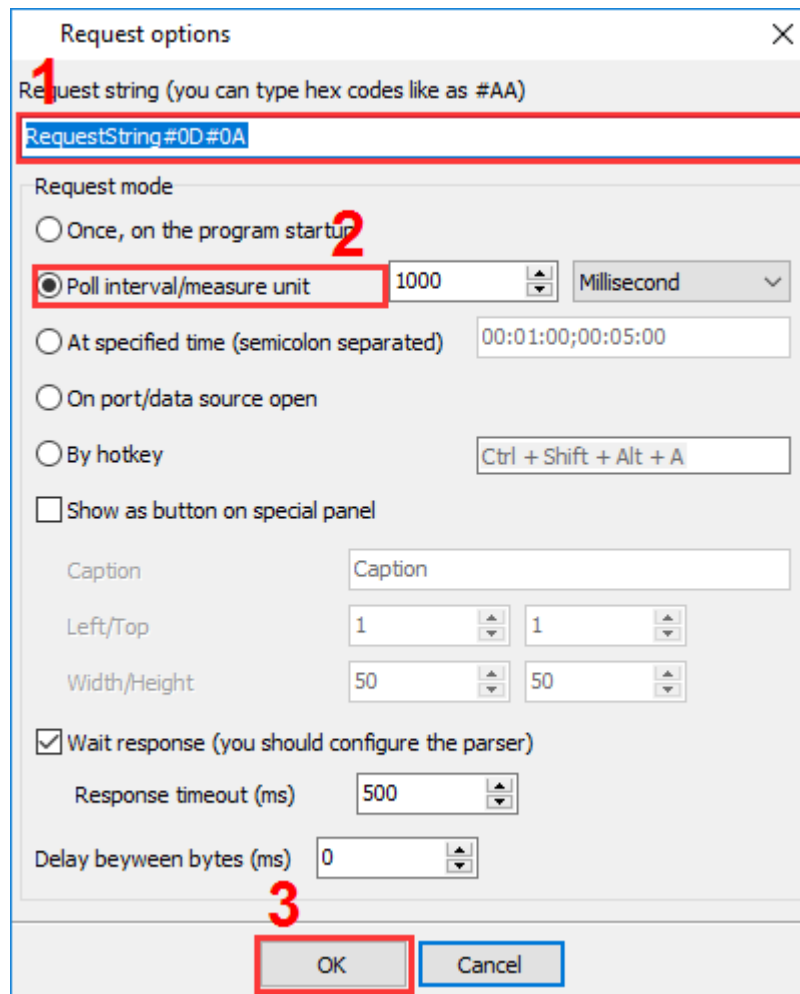 Request options
1
Request string (you can type hex codes like as #AA)
RequestString#0D#0A
Request mode
Once, on the program startup
2
Poll interval/measure unit 1000 Millisecond
At specified time (semicolon separated) 00:01:00;00:05:00
On port/data source open
By hotkey Ctrl + Shift + Alt + A
Show as button on special panel
Caption Caption
Left/Top 1 1
Width/Height 50 50
Wait response (you should configure the parser)
Response timeout (ms) 500
Delay beyween bytes (ms) 0
3
OK Cancel